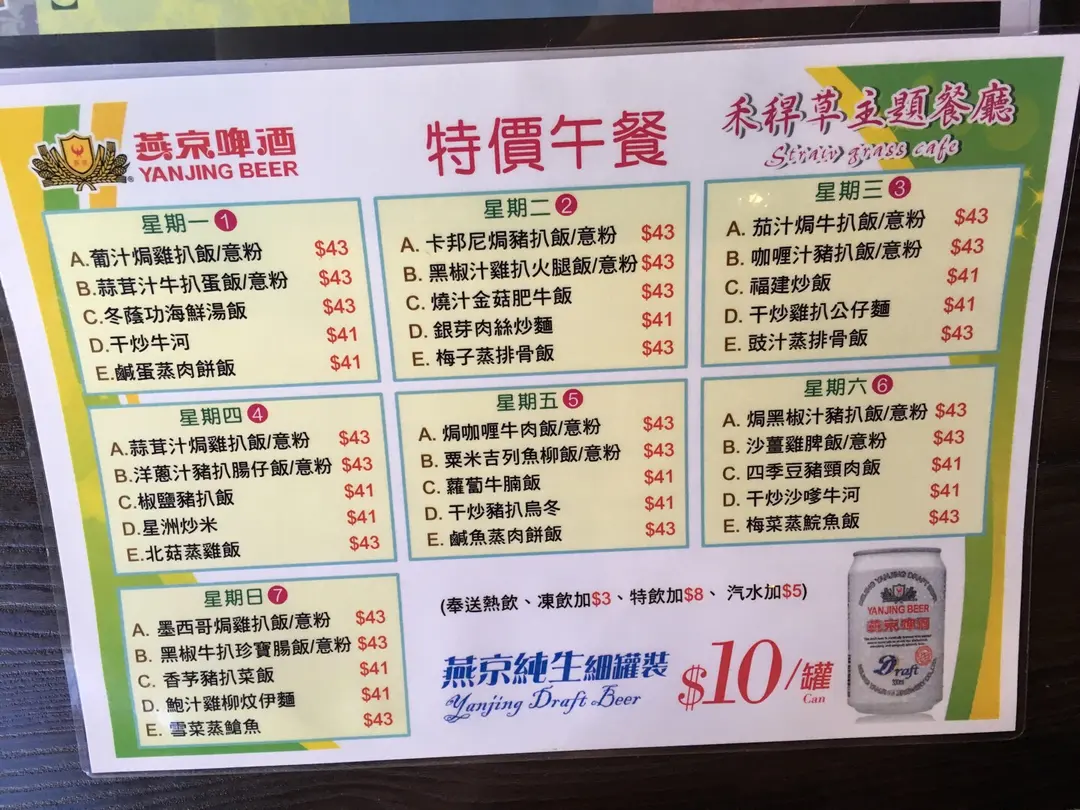 燕京啤酒
YANJING BEER
特價午餐
禾稈草主題餐廳
Straw grass cafe
星期一 1
A.葡汁焗雞扒飯/意粉 $43
B.蒜茸汁牛扒蛋飯/意粉 $43
C.冬蔭功海鮮湯飯 $43
D.干炒牛河 $41
E.鹹蛋蒸肉餅飯 $41
星期二 2
A. 卡邦尼焗豬扒飯/意粉 $43
B. 黑椒汁雞扒火腿飯/意粉 $43
C. 燒汁金菇肥牛飯 $43
D. 銀芽肉絲炒麵 $41
E. 梅子蒸排骨飯 $43
星期三 3
A. 茄汁焗牛扒飯/意粉 $43
B. 咖喱汁豬扒飯/意粉 $43
C. 福建炒飯 $41
D. 干炒雞扒公仔麵 $41
E. 豉汁蒸排骨飯 $43
星期四 4
A.蒜茸汁焗雞扒飯/意粉 $43
B.洋蔥汁豬扒腸仔飯/意粉 $43
C.椒鹽豬扒飯 $41
D.星洲炒米 $41
E.北菇蒸雞飯 $43
星期五 5
A. 焗咖喱牛肉飯/意粉 $43
B. 粟米吉列魚柳飯/意粉 $43
C. 蘿蔔牛腩飯 $41
D. 干炒豬扒烏冬 $41
E. 鹹魚蒸肉餅飯 $43
星期六 6
A. 焗黑椒汁豬扒飯/意粉 $43
B. 沙薑雞脾飯/意粉 $43
C. 四季豆豬頸肉飯 $41
D. 干炒沙嗲牛河 $41
E. 梅菜蒸鯇魚飯 $43
星期日 7
A. 墨西哥焗雞扒飯/意粉 $43
B. 黑椒牛扒珍寶腸飯/意粉 $43
C. 香茅豬扒菜飯 $41
D. 鮑汁雞柳炆伊麵 $41
E. 雪菜蒸鯧魚 $43
(奉送熱飲、凍飲加$3、特飲加$8、 汽水加$5)
燕京純生細罐裝
Yanjing Draft Beer
$10/罐
Can
YANJING BEER
燕京啤酒
Draft